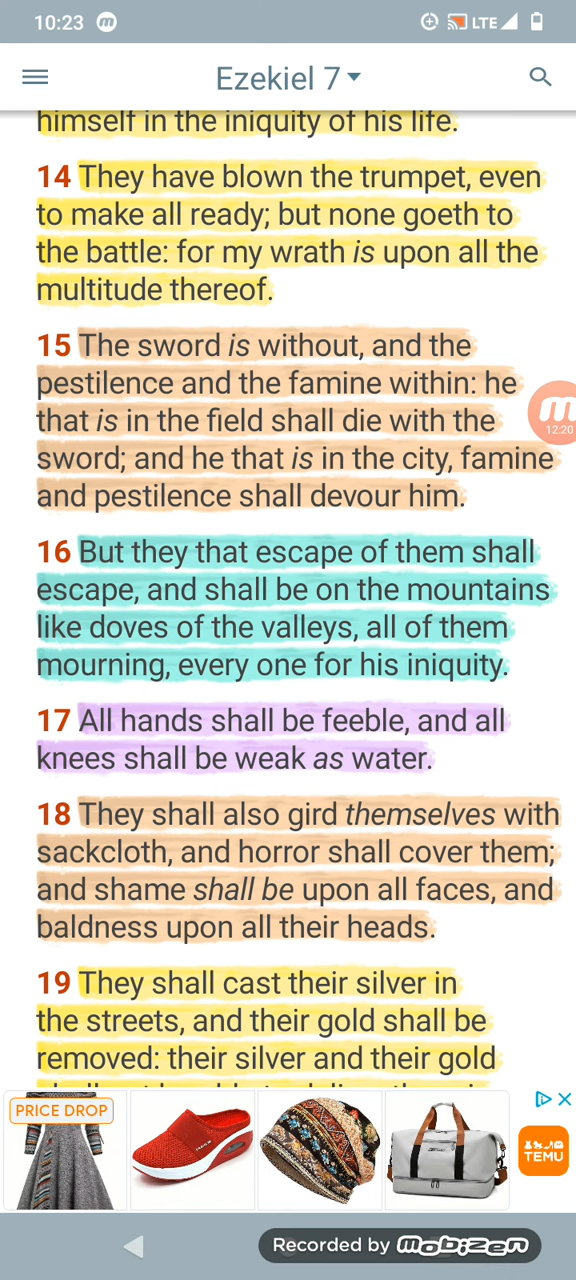 10:23
LTE
Ezekiel 7
himself in the iniquity of his life.
14 They have blown the trumpet, even
to make all ready; but none goeth to
the battle: for my wrath is upon all the
multitude thereof.
15 The sword is without, and the
pestilence and the famine within: he
that is in the field shall die with the
sword; and he that is in the city, famine
and pestilence shall devour him.
12:20
16 But they that escape of them shall
escape, and shall be on the mountains
like doves of the valleys, all of them
mourning, every one for his iniquity.
17 All hands shall be feeble, and all
knees shall be weak as water.
18 They shall also gird themselves with
sackcloth, and horror shall cover them;
and shame shall be upon all faces, and
baldness upon all their heads.
19 They shall cast their silver in
the streets, and their gold shall be
removed: their silver and their gold
PRICE DROP
TEMU
Recorded by mobizen